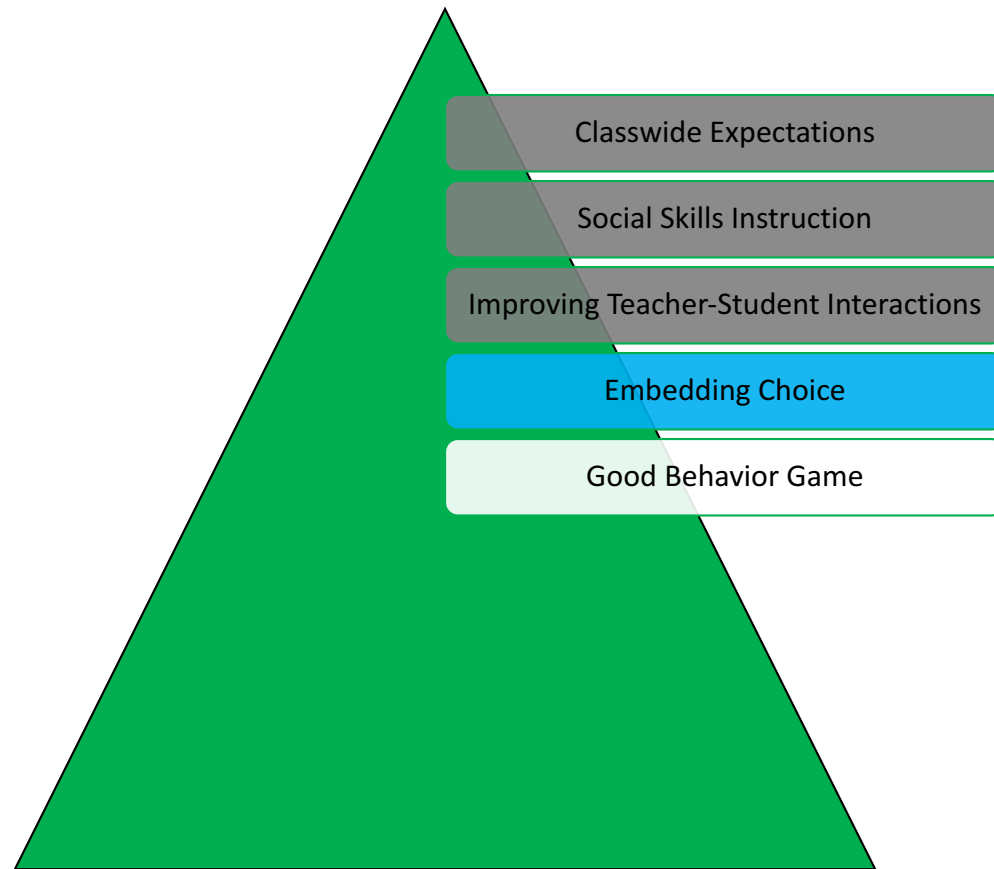 Classwide Expectations
Social Skills Instruction
Improving Teacher-Student Interactions
Embedding Choice
Good Behavior Game